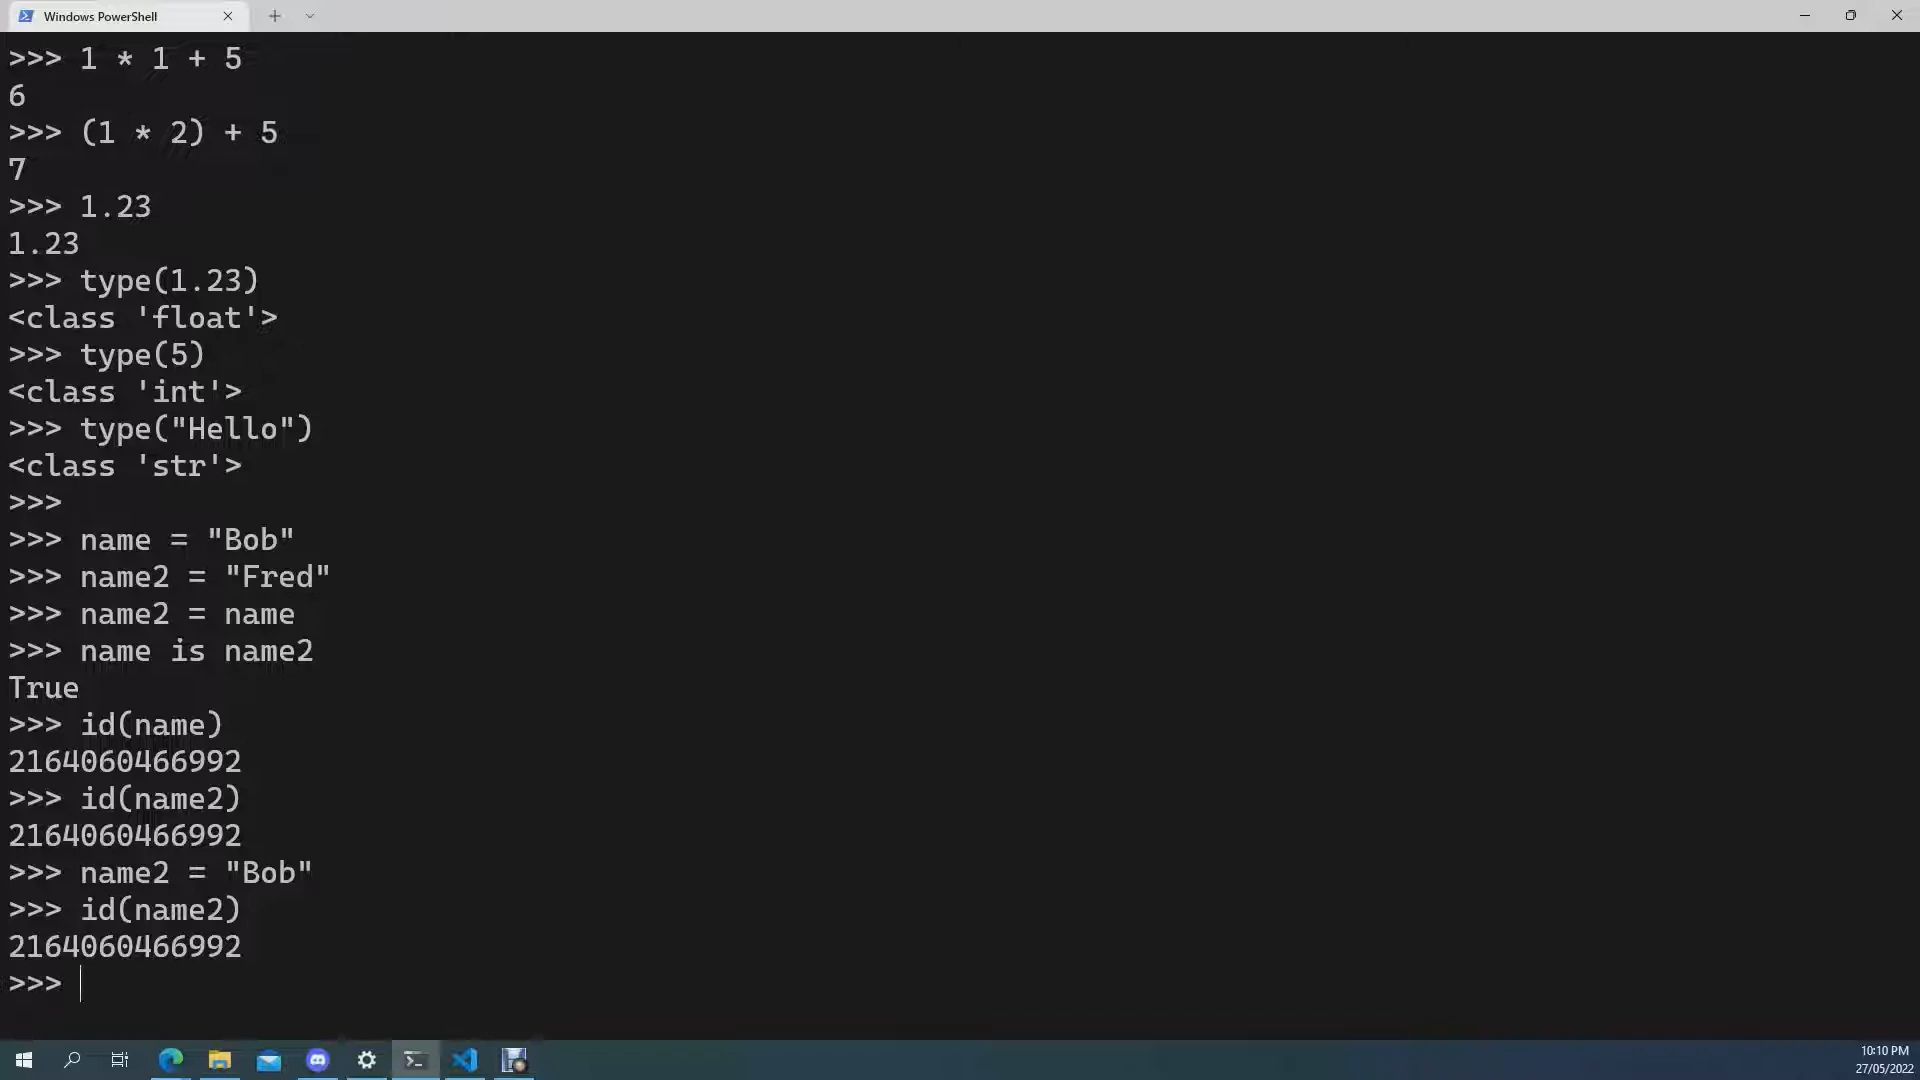 Windows PowerShell
>>> 1 * 1 + 5
6
>>> (1 * 2) + 5
7
>>> 1.23
1.23
>>> type(1.23)
<class 'float'>
>>> type(5)
<class 'int'>
>>> type("Hello")
<class 'str'>
>>>
>>> name = "Bob"
>>> name2 = "Fred"
>>> name2 = name
>>> name is name2
True
>>> id(name)
2164060466992
>>> id(name2)
2164060466992
>>> name2 = "Bob"
>>> id(name2)
2164060466992
>>>
10:10 PM
27/05/2022